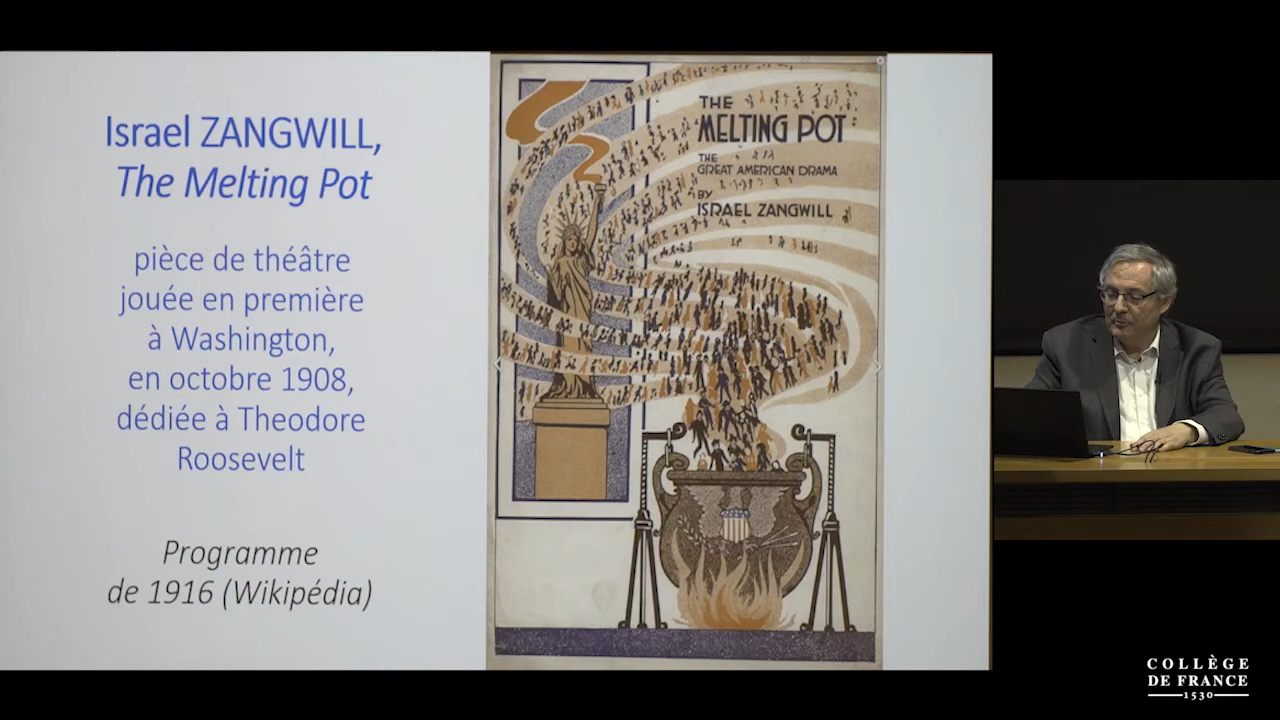 Israel ZANGWILL,
The Melting Pot
pièce de théâtre
jouée en première
à Washington,
en octobre 1908,
dédiée à Theodore
Roosevelt
Programme
de 1916 (Wikipédia)
THE
MELTING POT
THE
GREAT AMERICAN DRAMA
BY
ISRAEL ZANGWILL
COLLÈGE
DE FRANCE
1530